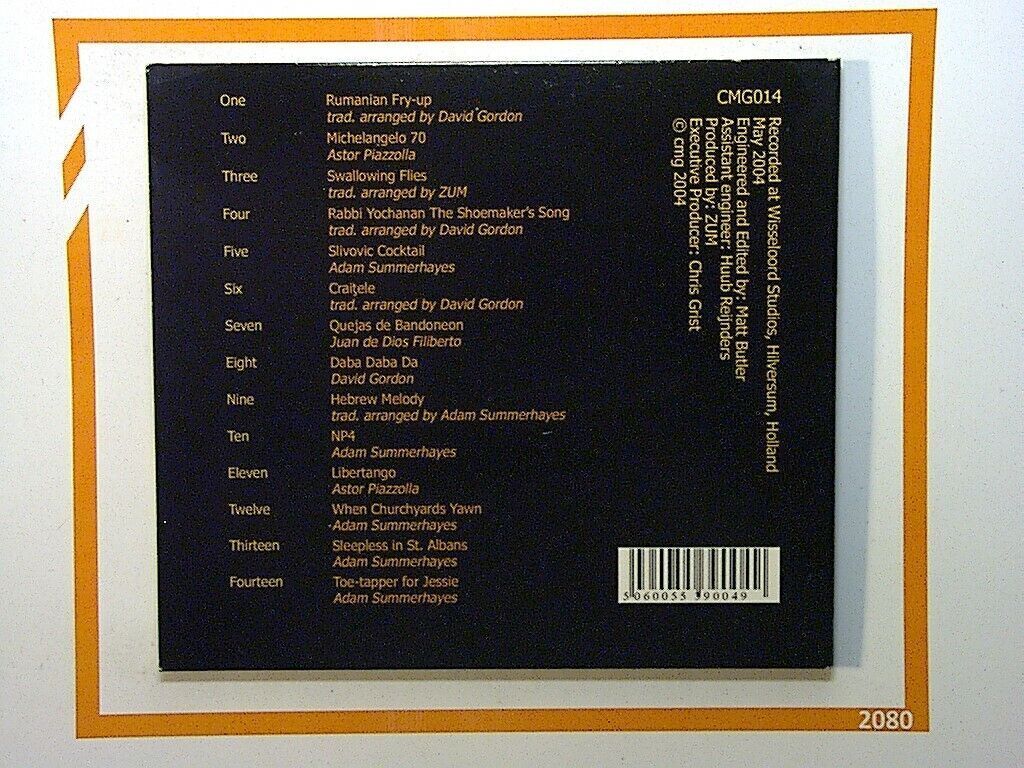 One Rumanian Fry-up
trad. arranged by David Gordon
Two Michelangelo 70
Astor Piazzolla
Three Swallowing Flies
trad. arranged by ZUM
Four Rabbi Yochanan The Shoemaker's Song
trad. arranged by David Gordon
Five Slivovic Cocktail
Adam Summerhayes
Six Craiţele
trad. arranged by David Gordon
Seven Quejas de Bandoneon
Juan de Dios Filiberto
Eight Daba Daba Da
David Gordon
Nine Hebrew Melody
trad. arranged by Adam Summerhayes
Ten NP4
Adam Summerhayes
Eleven Libertango
Astor Piazzolla
Twelve When Churchyards Yawn
Adam Summerhayes
Thirteen Sleepless in St. Albans
Adam Summerhayes
Fourteen Toe-tapper for Jessie
Adam Summerhayes
CMG014
Recorded at Wisseloord Studios, Hilversum, Holland
May 2004
Engineered and Edited by: Matt Butler
Assistant engineer: Huub Reijnders
Produced by: ZUM
Executive Producer: Chris Grist
© cmg 2004
5 060055 390049
2080